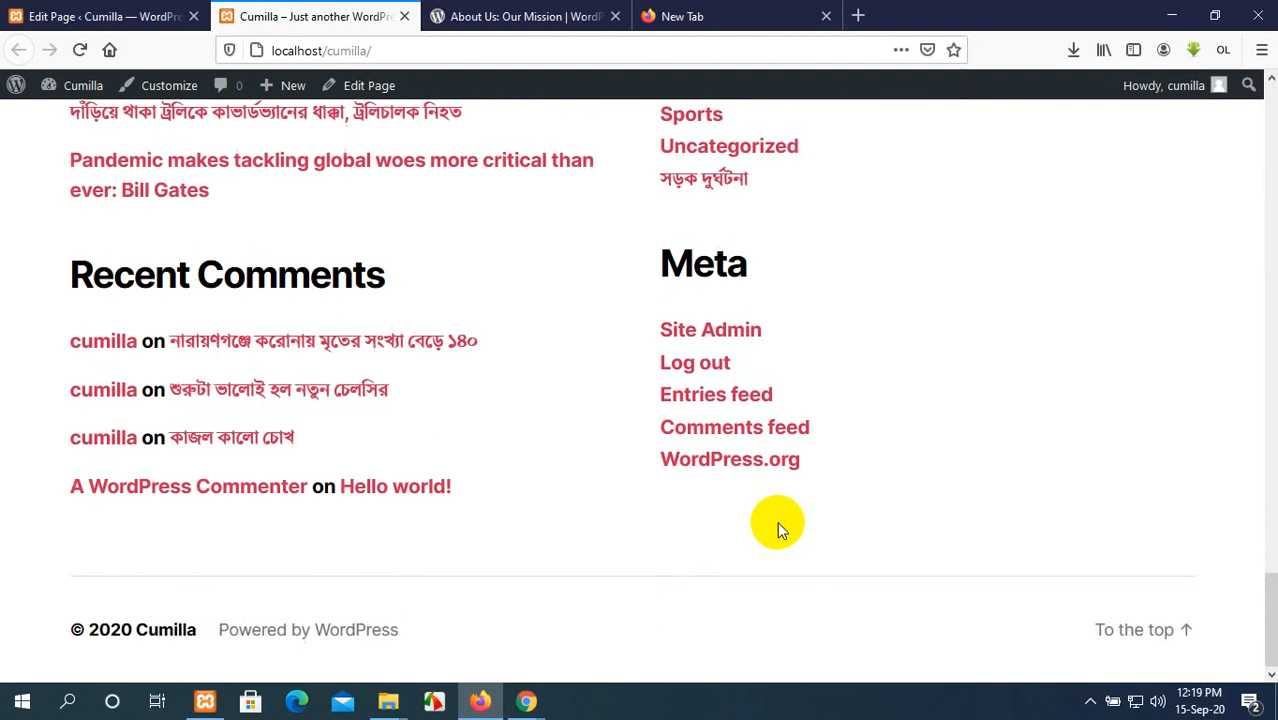 Edit Page ‹ Cumilla — WordPre
Cumilla – Just another WordPre
About Us: Our Mission | WordP
New Tab
localhost/cumilla/
OL
Cumilla
Customize
0
New
Edit Page
Howdy, cumilla
দাঁড়িয়ে থাকা ট্রলিকে কাভার্ডভ্যানের ধাক্কা, ট্রলিচালক নিহত
Pandemic makes tackling global woes more critical than
ever: Bill Gates
Sports
Uncategorized
সড়ক দুর্ঘটনা
Recent Comments
cumilla on নারায়ণগঞ্জে করোনায় মৃতের সংখ্যা বেড়ে ১৪০
cumilla on শুরুটা ভালোই হল নতুন চেলসির
cumilla on কাজল কালো চোখ
A WordPress Commenter on Hello world!
Meta
Site Admin
Log out
Entries feed
Comments feed
WordPress.org
© 2020 Cumilla
Powered by WordPress
To the top ↑
12:19 PM
15-Sep-20
2